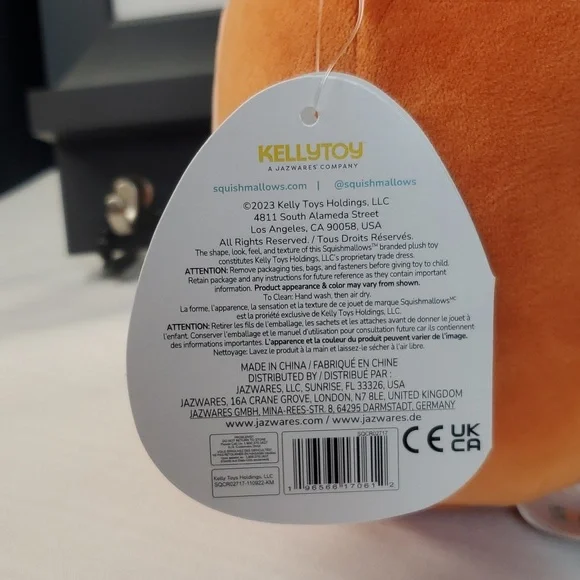 KELLYTOY
A JAZWARES COMPANY
squishmallows.com | @squishmallows
©2023 Kelly Toys Holdings, LLC
4811 South Alameda Street
Los Angeles, CA 90058, USA
All Rights Reserved. / Tous Droits Réservés.
The shape, look, feel, and texture of this Squishmallows™ branded plush toy
constitutes Kelly Toys Holdings, LLC's proprietary trade dress.
ATTENTION: Remove packaging ties, bags, and fasteners before giving toy to child.
Retain package and any instructions for future reference as they contain important
information. Product appearance & color may vary from shown.
To Clean: Hand wash, then air dry.
La forme, l'apparence, la sensation et la texture de ce jouet de marque Squishmallows MC
est la propriété exclusive de Kelly Toys Holdings, LLC.
ATTENTION: Retirer les fils de l'emballage, les sachets et les attaches avant de donner le jouet à
l'enfant. Conserver l'emballage et le manuel d'utilisation pour consultation future car ils contiennent
des informations importantes. L'apparence et la couleur du produit peuvent varier de l'image.
Nettoyage: Lavez le produit à la main et laissez-le sécher à l'air libre.
MADE IN CHINA / FABRIQUÉ EN CHINE
DISTRIBUTED BY / DISTRIBUÉ PAR :
JAZWARES, LLC, SUNRISE, FL 33326, USA
JAZWARES, 16A CRANE GROVE, LONDON, N7 8LE, UNITED KINGDOM
JAZWARES GMBH, MINA-REES-STR. 8, 64295 DARMSTADT, GERMANY
www.jazwares.com / www.jazwares.de
SQCR02717
CE UK
CA
Kelly Toys Holdings, LLC
SQCR02717-110922-AM
1 96566 17061 2